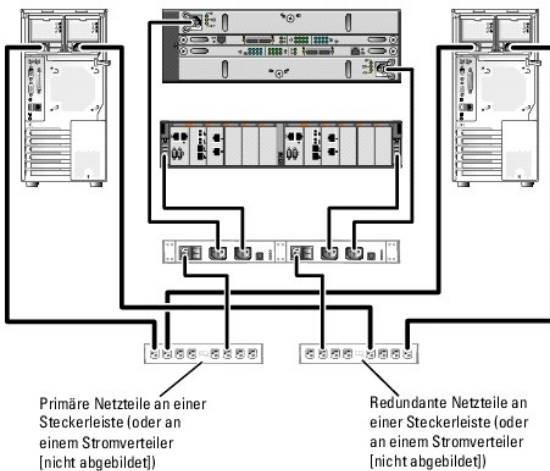 Primäre Netzteile an einer
Steckerleiste (oder an
einem Stromverteiler
[nicht abgebildet])
Redundante Netzteile an
einer Steckerleiste (oder
an einem Stromverteiler
[nicht abgebildet])